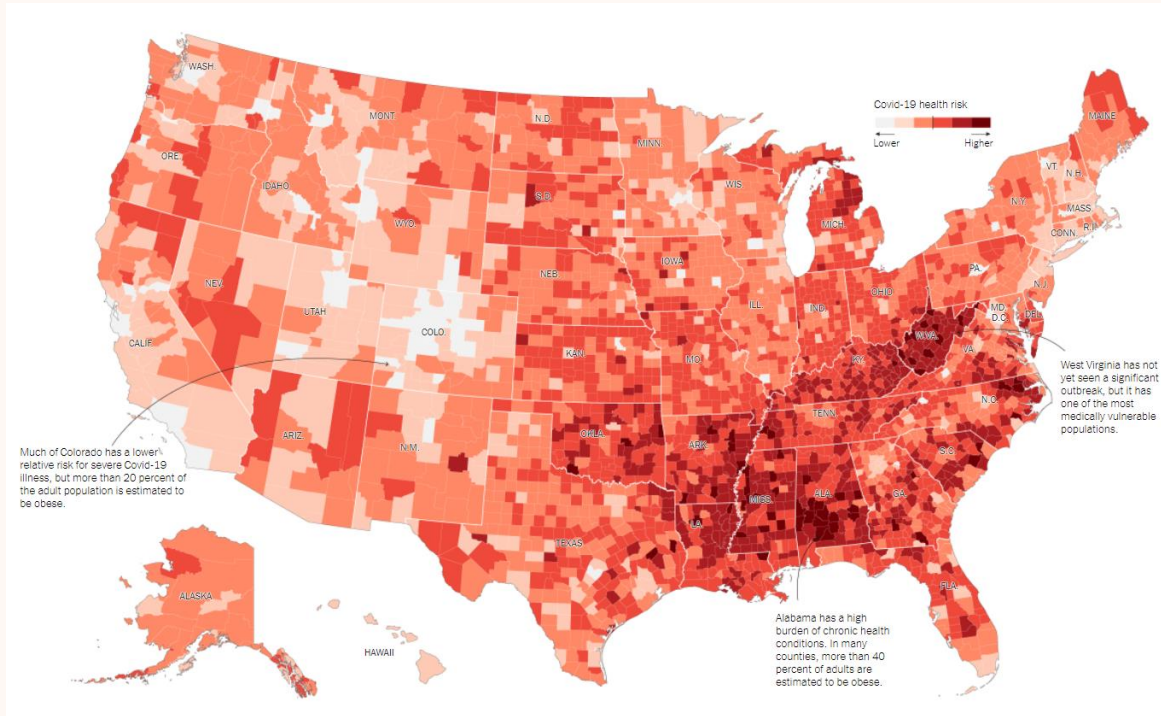 WASH.
MONT
N.D.
MINN.
MAINE
Covid-19 health risk
Lower
Higher
ORE.
IDAHO
S.D.
WIS
VT.
N.H
N.Y
MASS
CONN.
R.I.
WYO.
MICH.
IOWA
NEB.
PA.
N.J.
NEV.
UTAH
COLO.
ILL.
IND.
OHIO
MD.
D.C.
DEL.
CALIF.
KAN.
MO.
KY.
W.VA.
VA.
West Virginia has not
yet seen a significant
outbreak, but it has
one of the most
medically vulnerable
populations.
ARIZ.
N.M.
OKLA.
ARK.
TENN.
N.C.
S.C.
Much of Colorado has a lower
relative risk for severe Covid-19
illness, but more than 20 percent of
the adult population is estimated to
be obese.
TEXAS
LA.
MISS.
ALA.
GA.
FLA.
ALASKA
HAWAII
Alabama has a high
burden of chronic health
conditions. In many
counties, more than 40
percent of adults are
estimated to be obese.